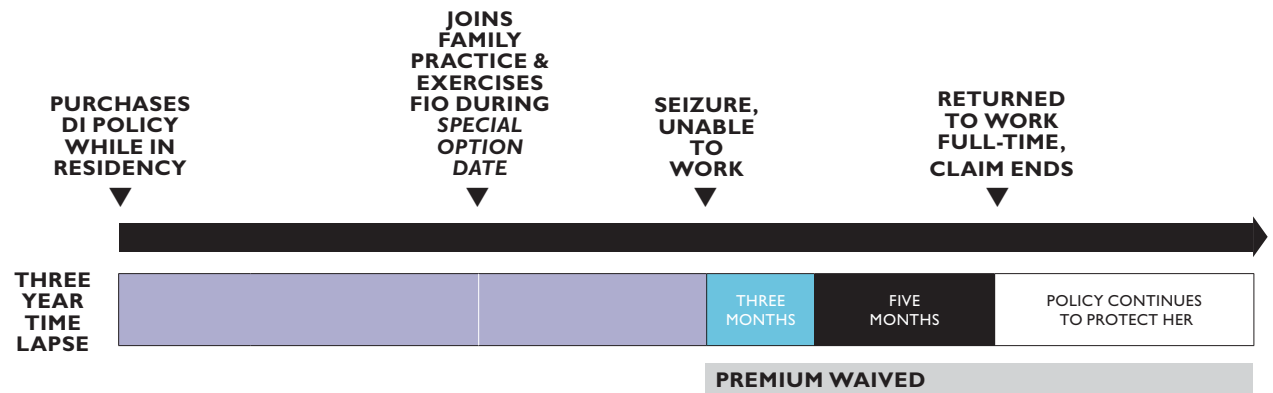 PURCHASES
DI POLICY
WHILE IN
RESIDENCY
JOINS
FAMILY
PRACTICE &
EXERCISES
FIO DURING
SPECIAL
OPTION
DATE
SEIZURE,
UNABLE
TO
WORK
RETURNED
TO WORK
FULL-TIME,
CLAIM ENDS
THREE
YEAR
TIME
LAPSE
THREE
MONTHS
FIVE
MONTHS
POLICY CONTINUES
TO PROTECT HER
PREMIUM WAIVED